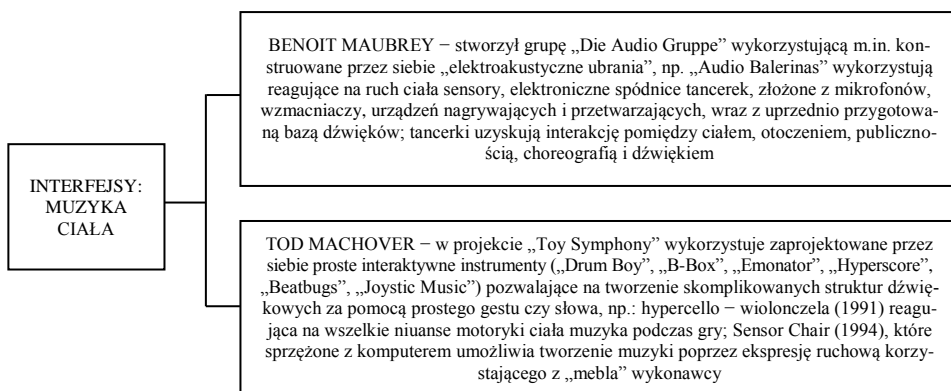 INTERFEJSY:
MUZYKA
CIAŁA
BENOIT MAUBREY − stworzył grupę „Die Audio Gruppe” wykorzystującą m.in. kon-
struowane przez siebie „elektroakustyczne ubrania”, np. „Audio Balerinas” wykorzystują
reagujące na ruch ciała sensory, elektroniczne spódnice tancerek, złożone z mikrofonów,
wzmacniaczy, urządzeń nagrywających i przetwarzających, wraz z uprzednio przygotowa-
ną bazą dźwięków; tancerki uzyskują interakcję pomiędzy ciałem, otoczeniem, publiczno-
ścią, choreografią i dźwiękiem
TOD MACHOVER − w projekcie „Toy Symphony” wykorzystuje zaprojektowane przez
siebie proste interaktywne instrumenty („Drum Boy”, „B-Box”, „Emonator”, „Hyperscore”,
„Beatbugs”, „Joystic Music”) pozwalające na tworzenie skomplikowanych struktur dźwię-
kowych za pomocą prostego gestu czy słowa, np.: hypercello − wiolonczela (1991) reagu-
jąca na wszelkie niuanse motoryki ciała muzyka podczas gry; Sensor Chair (1994), które
sprzężone z komputerem umożliwia tworzenie muzyki poprzez ekspresję ruchową korzy-
stającego z „mebla” wykonawcy